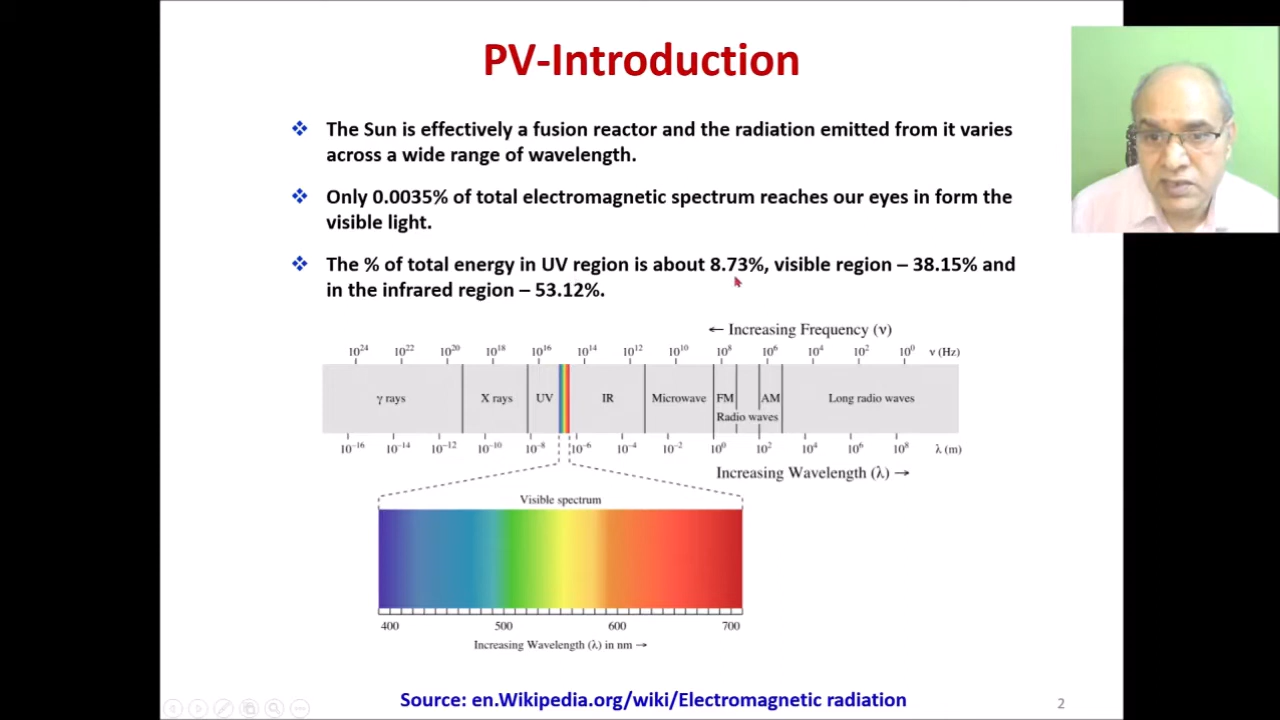 PV-Introduction
❖ The Sun is effectively a fusion reactor and the radiation emitted from it varies
across a wide range of wavelength.
❖ Only 0.0035% of total electromagnetic spectrum reaches our eyes in form the
visible light.
❖ The % of total energy in UV region is about 8.73%, visible region – 38.15% and
in the infrared region – 53.12%.
← Increasing Frequency (ν)
10²⁴ 10²² 10²⁰ 10¹⁸ 10¹⁶ 10¹⁴ 10¹² 10¹⁰ 10⁸ 10⁶ 10⁴ 10² 10⁰ ν (Hz)
γ rays X rays UV IR Microwave FM AM Long radio waves
Radio waves
10⁻¹⁶ 10⁻¹⁴ 10⁻¹² 10⁻¹⁰ 10⁻⁸ 10⁻⁶ 10⁻⁴ 10⁻² 10⁰ 10² 10⁴ 10⁶ 10⁸ λ (m)
Increasing Wavelength (λ) →
Visible spectrum
400 500 600 700
Increasing Wavelength (λ) in nm →
Source: en.Wikipedia.org/wiki/Electromagnetic radiation
2